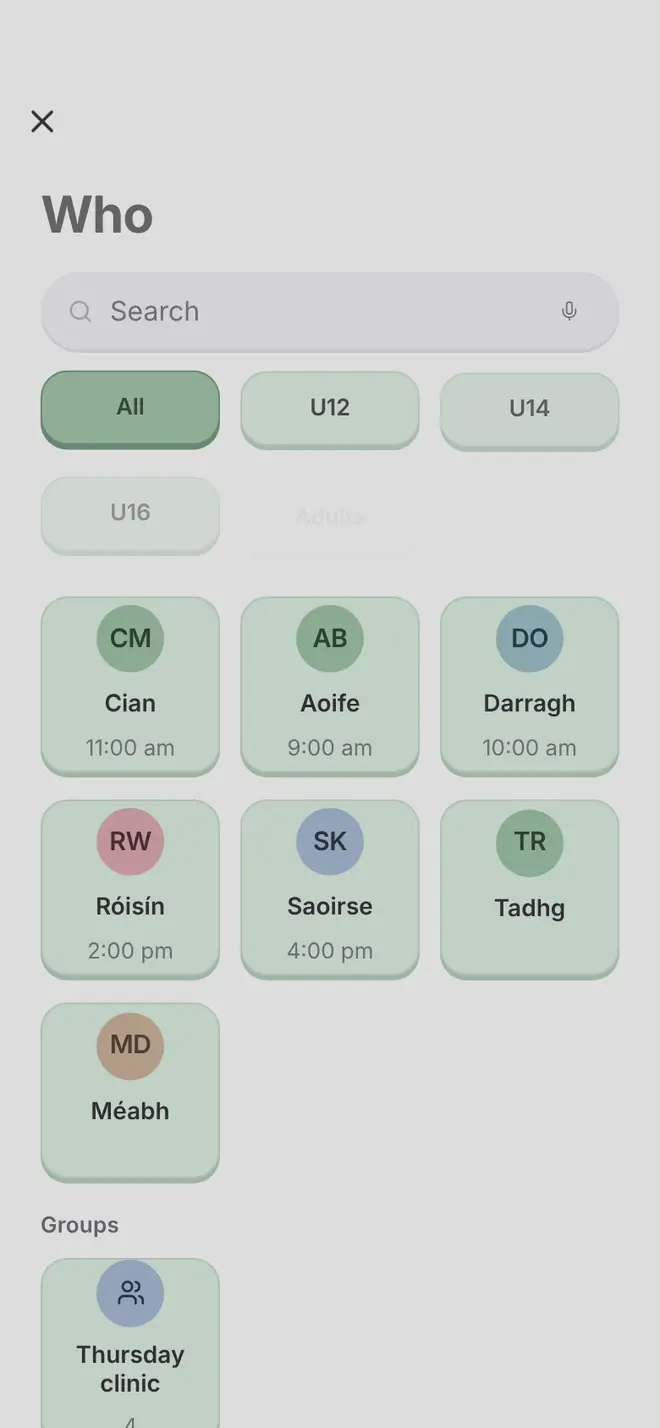 Who
Search
All
U12
U14
U16
Adults
CM
AB
DO
Cian
Aoife
Darragh
11:00 am
9:00 am
10:00 am
RW
SK
TR
Róisín
Saoirse
Tadhg
2:00 pm
4:00 pm
MD
Méabh
Groups
Thursday
clinic
4